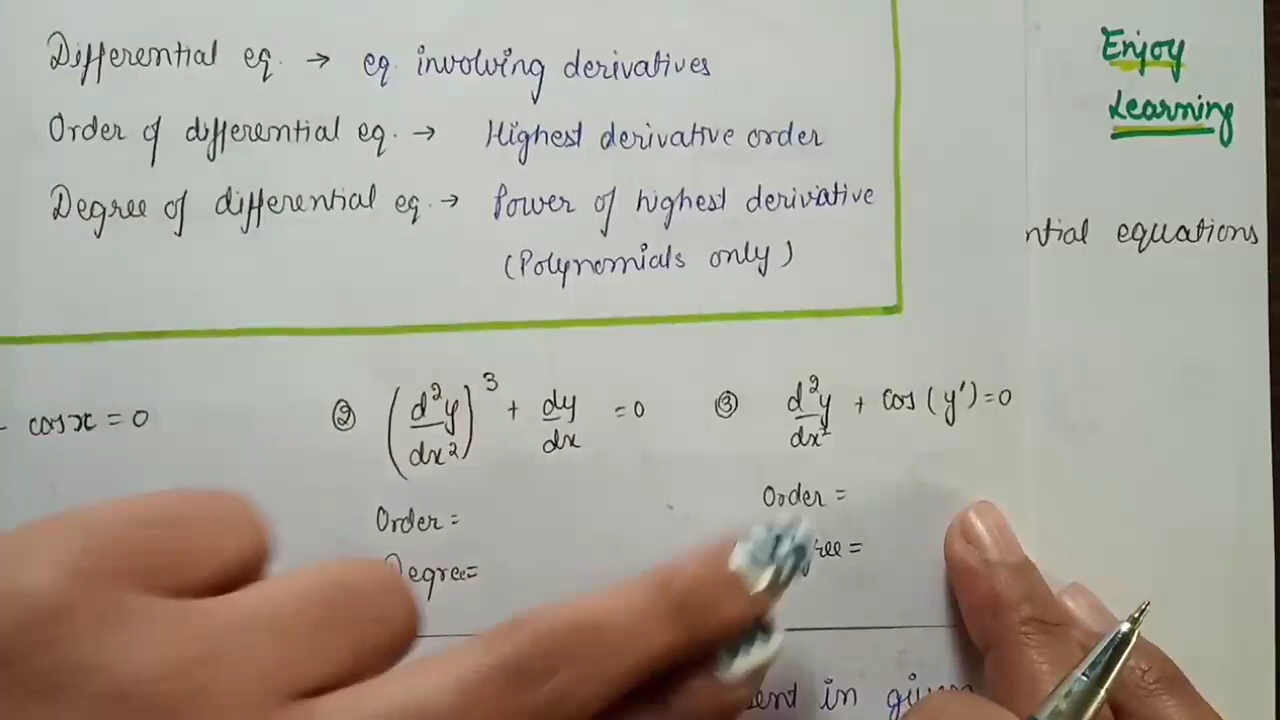 Differential eq. → eq. involving derivatives
Order of differential eq. → Highest derivative order
Degree of differential eq. → Power of highest derivative
(Polynomials only)
Enjoy
Learning
ntial equations
- cos x = 0
② (d²y/dx²)³ + dy/dx = 0
③ d²y/dx² + cos(y') = 0
Order =
Degree=
Order =
ree =
ent in given